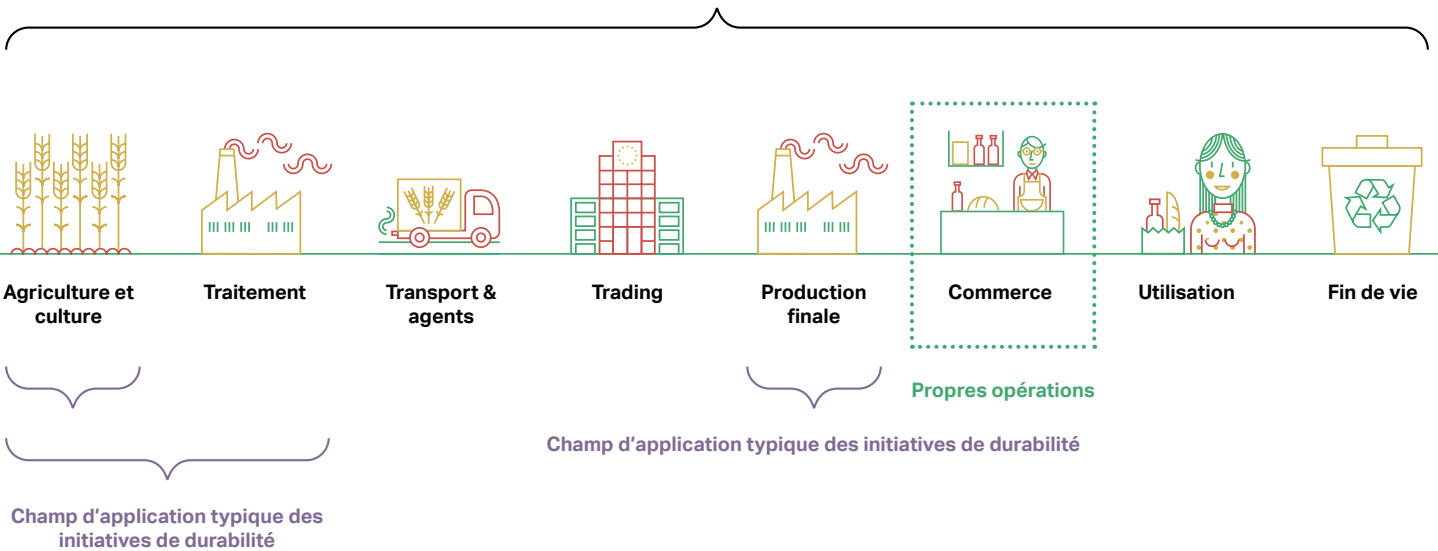 Agriculture et
culture
Traitement
Transport &
agents
Trading
Production
finale
Commerce
Utilisation
Fin de vie
Propres opérations
Champ d’application typique des initiatives de durabilité
Champ d’application typique des
initiatives de durabilité